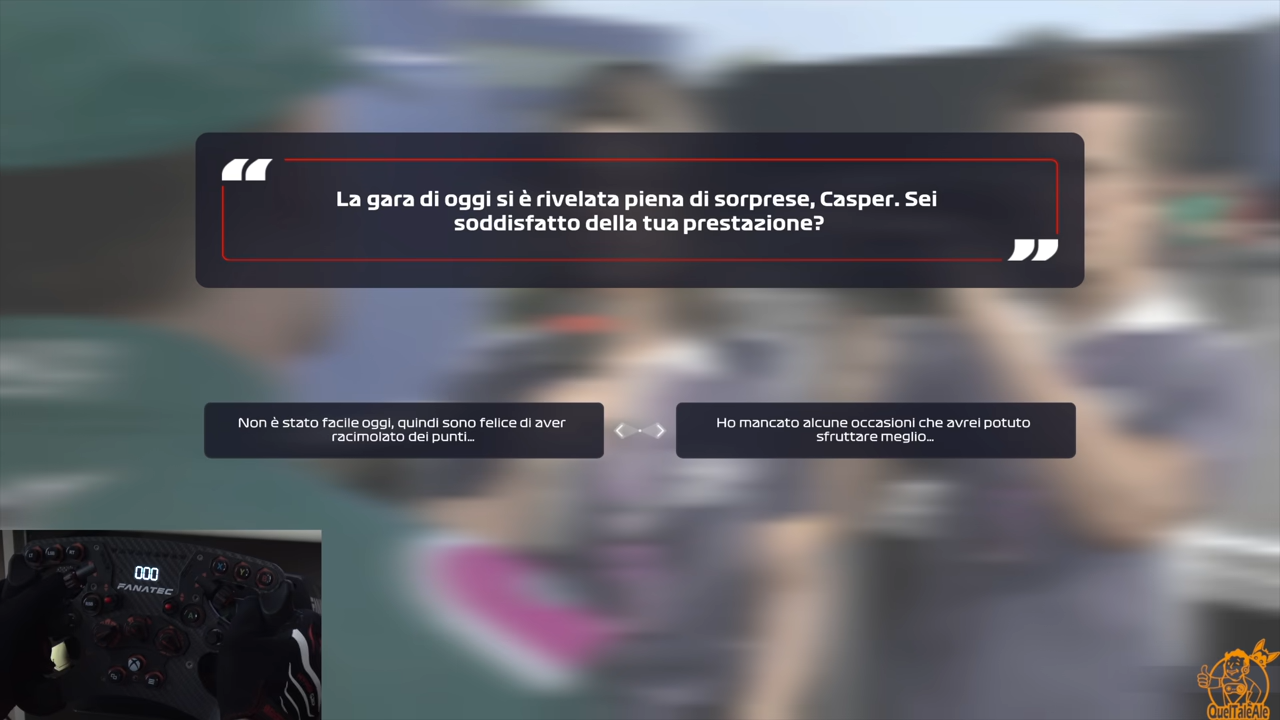 La gara di oggi si è rivelata piena di sorprese, Casper. Sei
soddisfatto della tua prestazione?
Non è stato facile oggi, quindi sono felice di aver
racimolato dei punti...
Ho mancato alcune occasioni che avrei potuto
sfruttare meglio...
000
FANATEC
QuelTaleAle